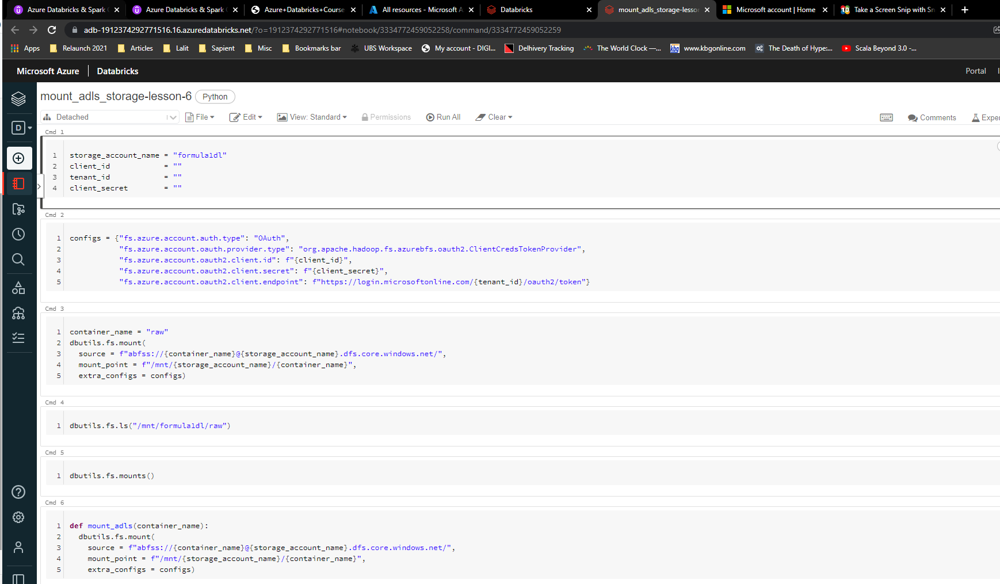 Azure Databricks & Spark
Azure Databricks & Spark
Azure+Databricks+Course
All resources - Microsoft A
Databricks
mount_adls_storage-lesso
Microsoft account | Home
Take a Screen Snip with Sn
adb-1912374292771516.16.azuredatabricks.net/?o=1912374292771516#notebook/3334772459052258/command/3334772459052259
Apps
Relaunch 2021
Articles
Lalit
Sapient
Misc
Bookmarks bar
UBS Workspace
My account - DIGI...
Delhivery Tracking
The World Clock —...
kbg
www.kbgonline.com
The Death of Hype:...
Scala Beyond 3.0 -...
Microsoft Azure
Databricks
Portal
mount_adls_storage-lesson-6
Python
D
Detached
File
Edit
View: Standard
Permissions
Run All
Clear
Comments
Exper
Cmd 1
1 storage_account_name = "formula1dl"
2 client_id = ""
3 tenant_id = ""
4 client_secret = ""
Cmd 2
1 configs = {"fs.azure.account.auth.type": "OAuth",
2 "fs.azure.account.oauth.provider.type": "org.apache.hadoop.fs.azurebfs.oauth2.ClientCredsTokenProvider",
3 "fs.azure.account.oauth2.client.id": f"{client_id}",
4 "fs.azure.account.oauth2.client.secret": f"{client_secret}",
5 "fs.azure.account.oauth2.client.endpoint": f"https://login.microsoftonline.com/{tenant_id}/oauth2/token"}
Cmd 3
1 container_name = "raw"
2 dbutils.fs.mount(
3 source = f"abfss://{container_name}@{storage_account_name}.dfs.core.windows.net/",
4 mount_point = f"/mnt/{storage_account_name}/{container_name}",
5 extra_configs = configs)
Cmd 4
1 dbutils.fs.ls("/mnt/formula1dl/raw")
Cmd 5
1 dbutils.fs.mounts()
Cmd 6
1 def mount_adls(container_name):
2 dbutils.fs.mount(
3 source = f"abfss://{container_name}@{storage_account_name}.dfs.core.windows.net/",
4 mount_point = f"/mnt/{storage_account_name}/{container_name}",
5 extra_configs = configs)